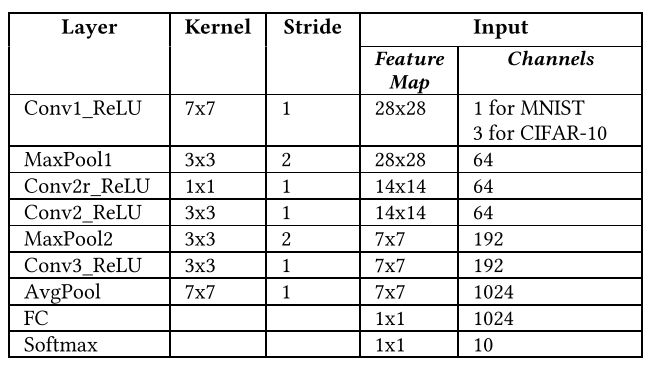 Layer Kernel Stride Input
Feature Map Channels
Conv1_ReLU 7x7 1 28x28 1 for MNIST
3 for CIFAR-10
MaxPool1 3x3 2 28x28 64
Conv2r_ReLU 1x1 1 14x14 64
Conv2_ReLU 3x3 1 14x14 64
MaxPool2 3x3 2 7x7 192
Conv3_ReLU 3x3 1 7x7 192
AvgPool 7x7 1 7x7 1024
FC 1x1 1024
Softmax 1x1 10